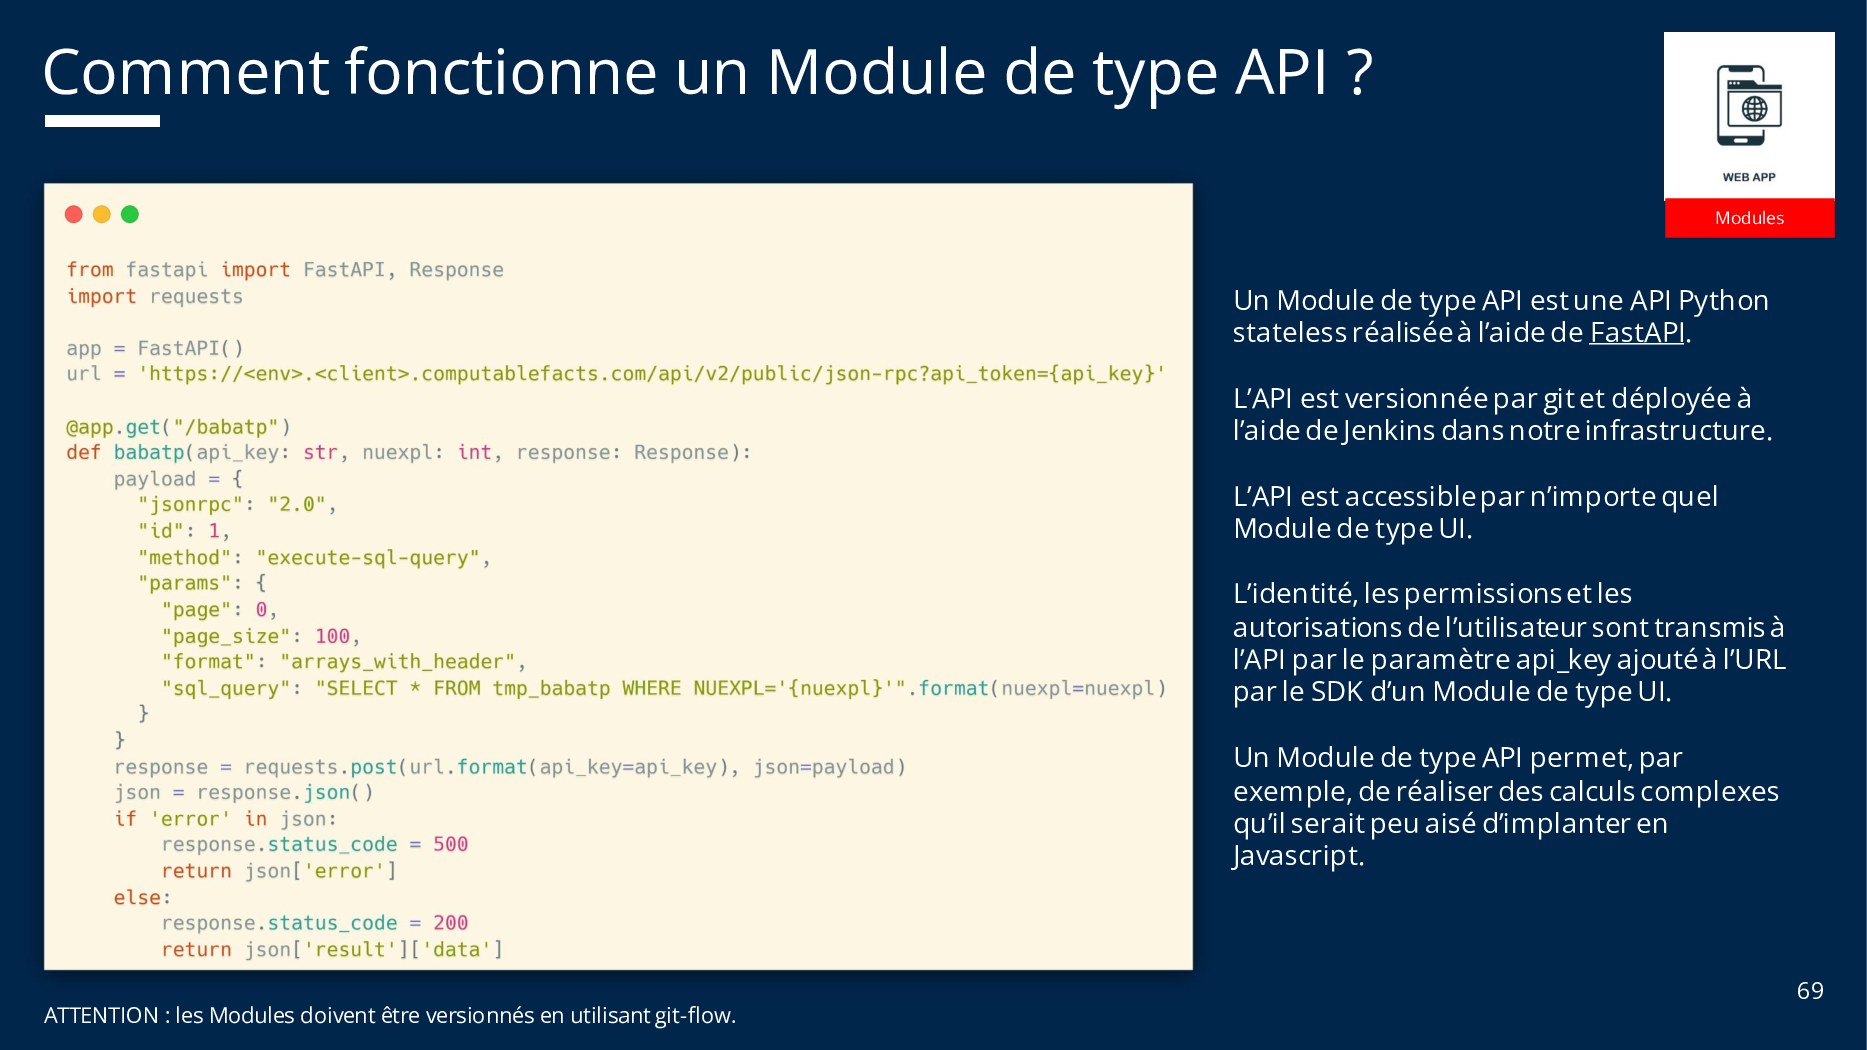 Comment fonctionne un Module de type API ?
WEB APP
Modules
from fastapi import FastAPI, Response
import requests
app = FastAPI()
url = 'https://<env>.<client>.computablefacts.com/api/v2/public/json-rpc?api_token={api_key}'
@app.get("/babatp")
def babatp(api_key: str, nuexpl: int, response: Response):
    payload = {
      "jsonrpc": "2.0",
      "id": 1,
      "method": "execute-sql-query",
      "params": {
        "page": 0,
        "page_size": 100,
        "format": "arrays_with_header",
        "sql_query": "SELECT * FROM tmp_babatp WHERE NUEXPL='{nuexpl}'".format(nuexpl=nuexpl)
      }
    }
    response = requests.post(url.format(api_key=api_key), json=payload)
    json = response.json()
    if 'error' in json:
        response.status_code = 500
        return json['error']
    else:
        response.status_code = 200
        return json['result']['data']
Un Module de type API est une API Python
stateless réalisée à l’aide de FastAPI.
L’API est versionnée par git et déployée à
l’aide de Jenkins dans notre infrastructure.
L’API est accessible par n’importe quel
Module de type UI.
L’identité, les permissions et les
autorisations de l’utilisateur sont transmis à
l’API par le paramètre api_key ajouté à l’URL
par le SDK d’un Module de type UI.
Un Module de type API permet, par
exemple, de réaliser des calculs complexes
qu’il serait peu aisé d’implanter en
Javascript.
69
ATTENTION : les Modules doivent être versionnés en utilisant git-flow.